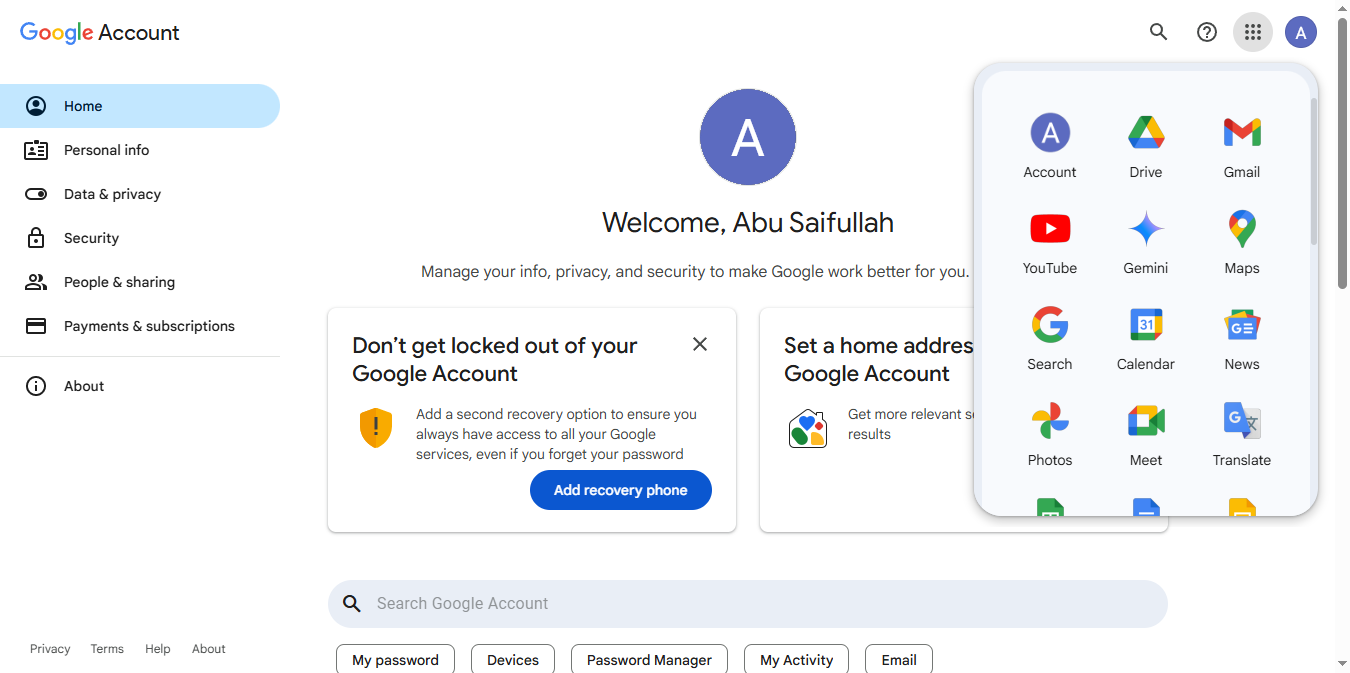 Google Account
A
Home
Personal info
Data & privacy
Security
People & sharing
Payments & subscriptions
About
Privacy
Terms
Help
About
A
Welcome, Abu Saifullah
Manage your info, privacy, and security to make Google work better for you.
Don’t get locked out of your
Google Account
Add a second recovery option to ensure you
always have access to all your Google
services, even if you forget your password
Add recovery phone
Set a home addres
Google Account
Get more relevant se
results
Search Google Account
My password
Devices
Password Manager
My Activity
Email
A
Account
Drive
Gmail
YouTube
Gemini
Maps
G
Search
31
Calendar
GE
News
Photos
Meet
G
Translate